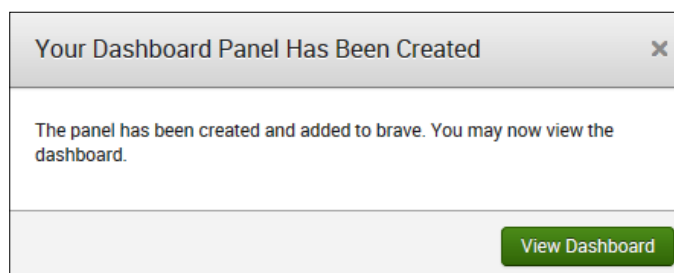 Your Dashboard Panel Has Been Created
The panel has been created and added to brave. You may now view the
dashboard.
View Dashboard